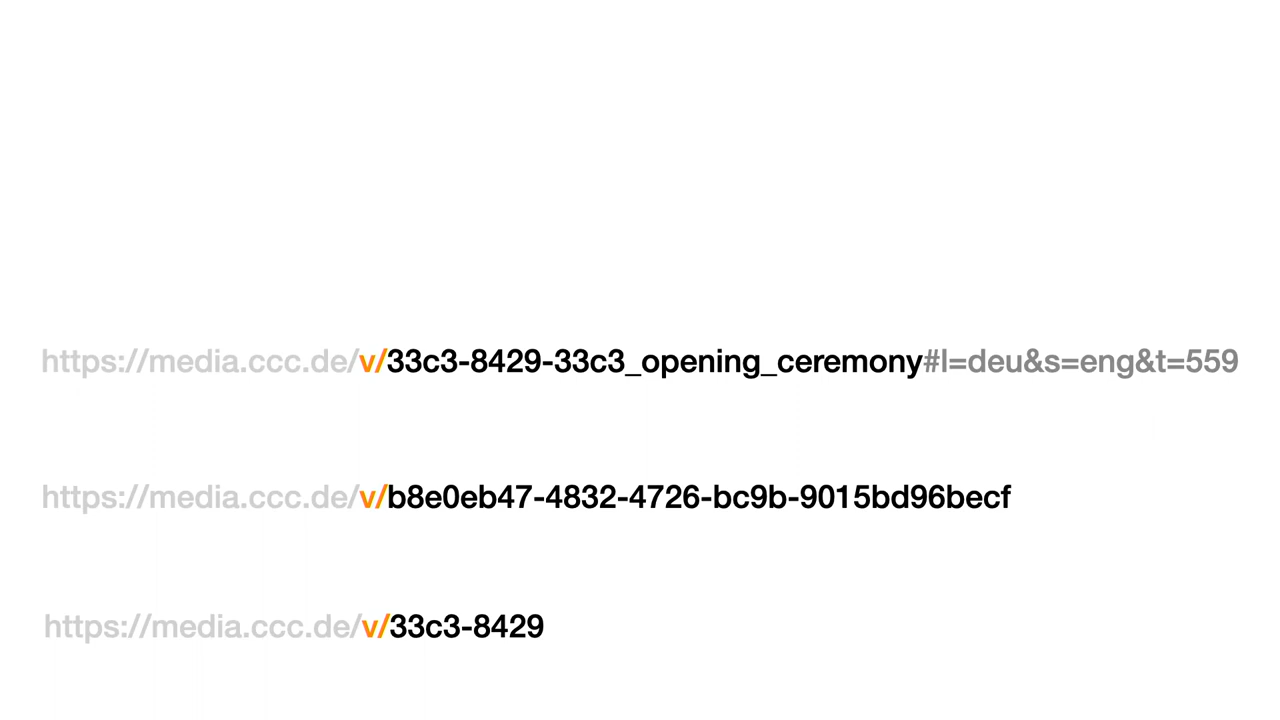 https://media.ccc.de/v/33c3-8429-33c3_opening_ceremony#l=deu&s=eng&t=559
https://media.ccc.de/v/b8e0eb47-4832-4726-bc9b-9015bd96becf
https://media.ccc.de/v/33c3-8429